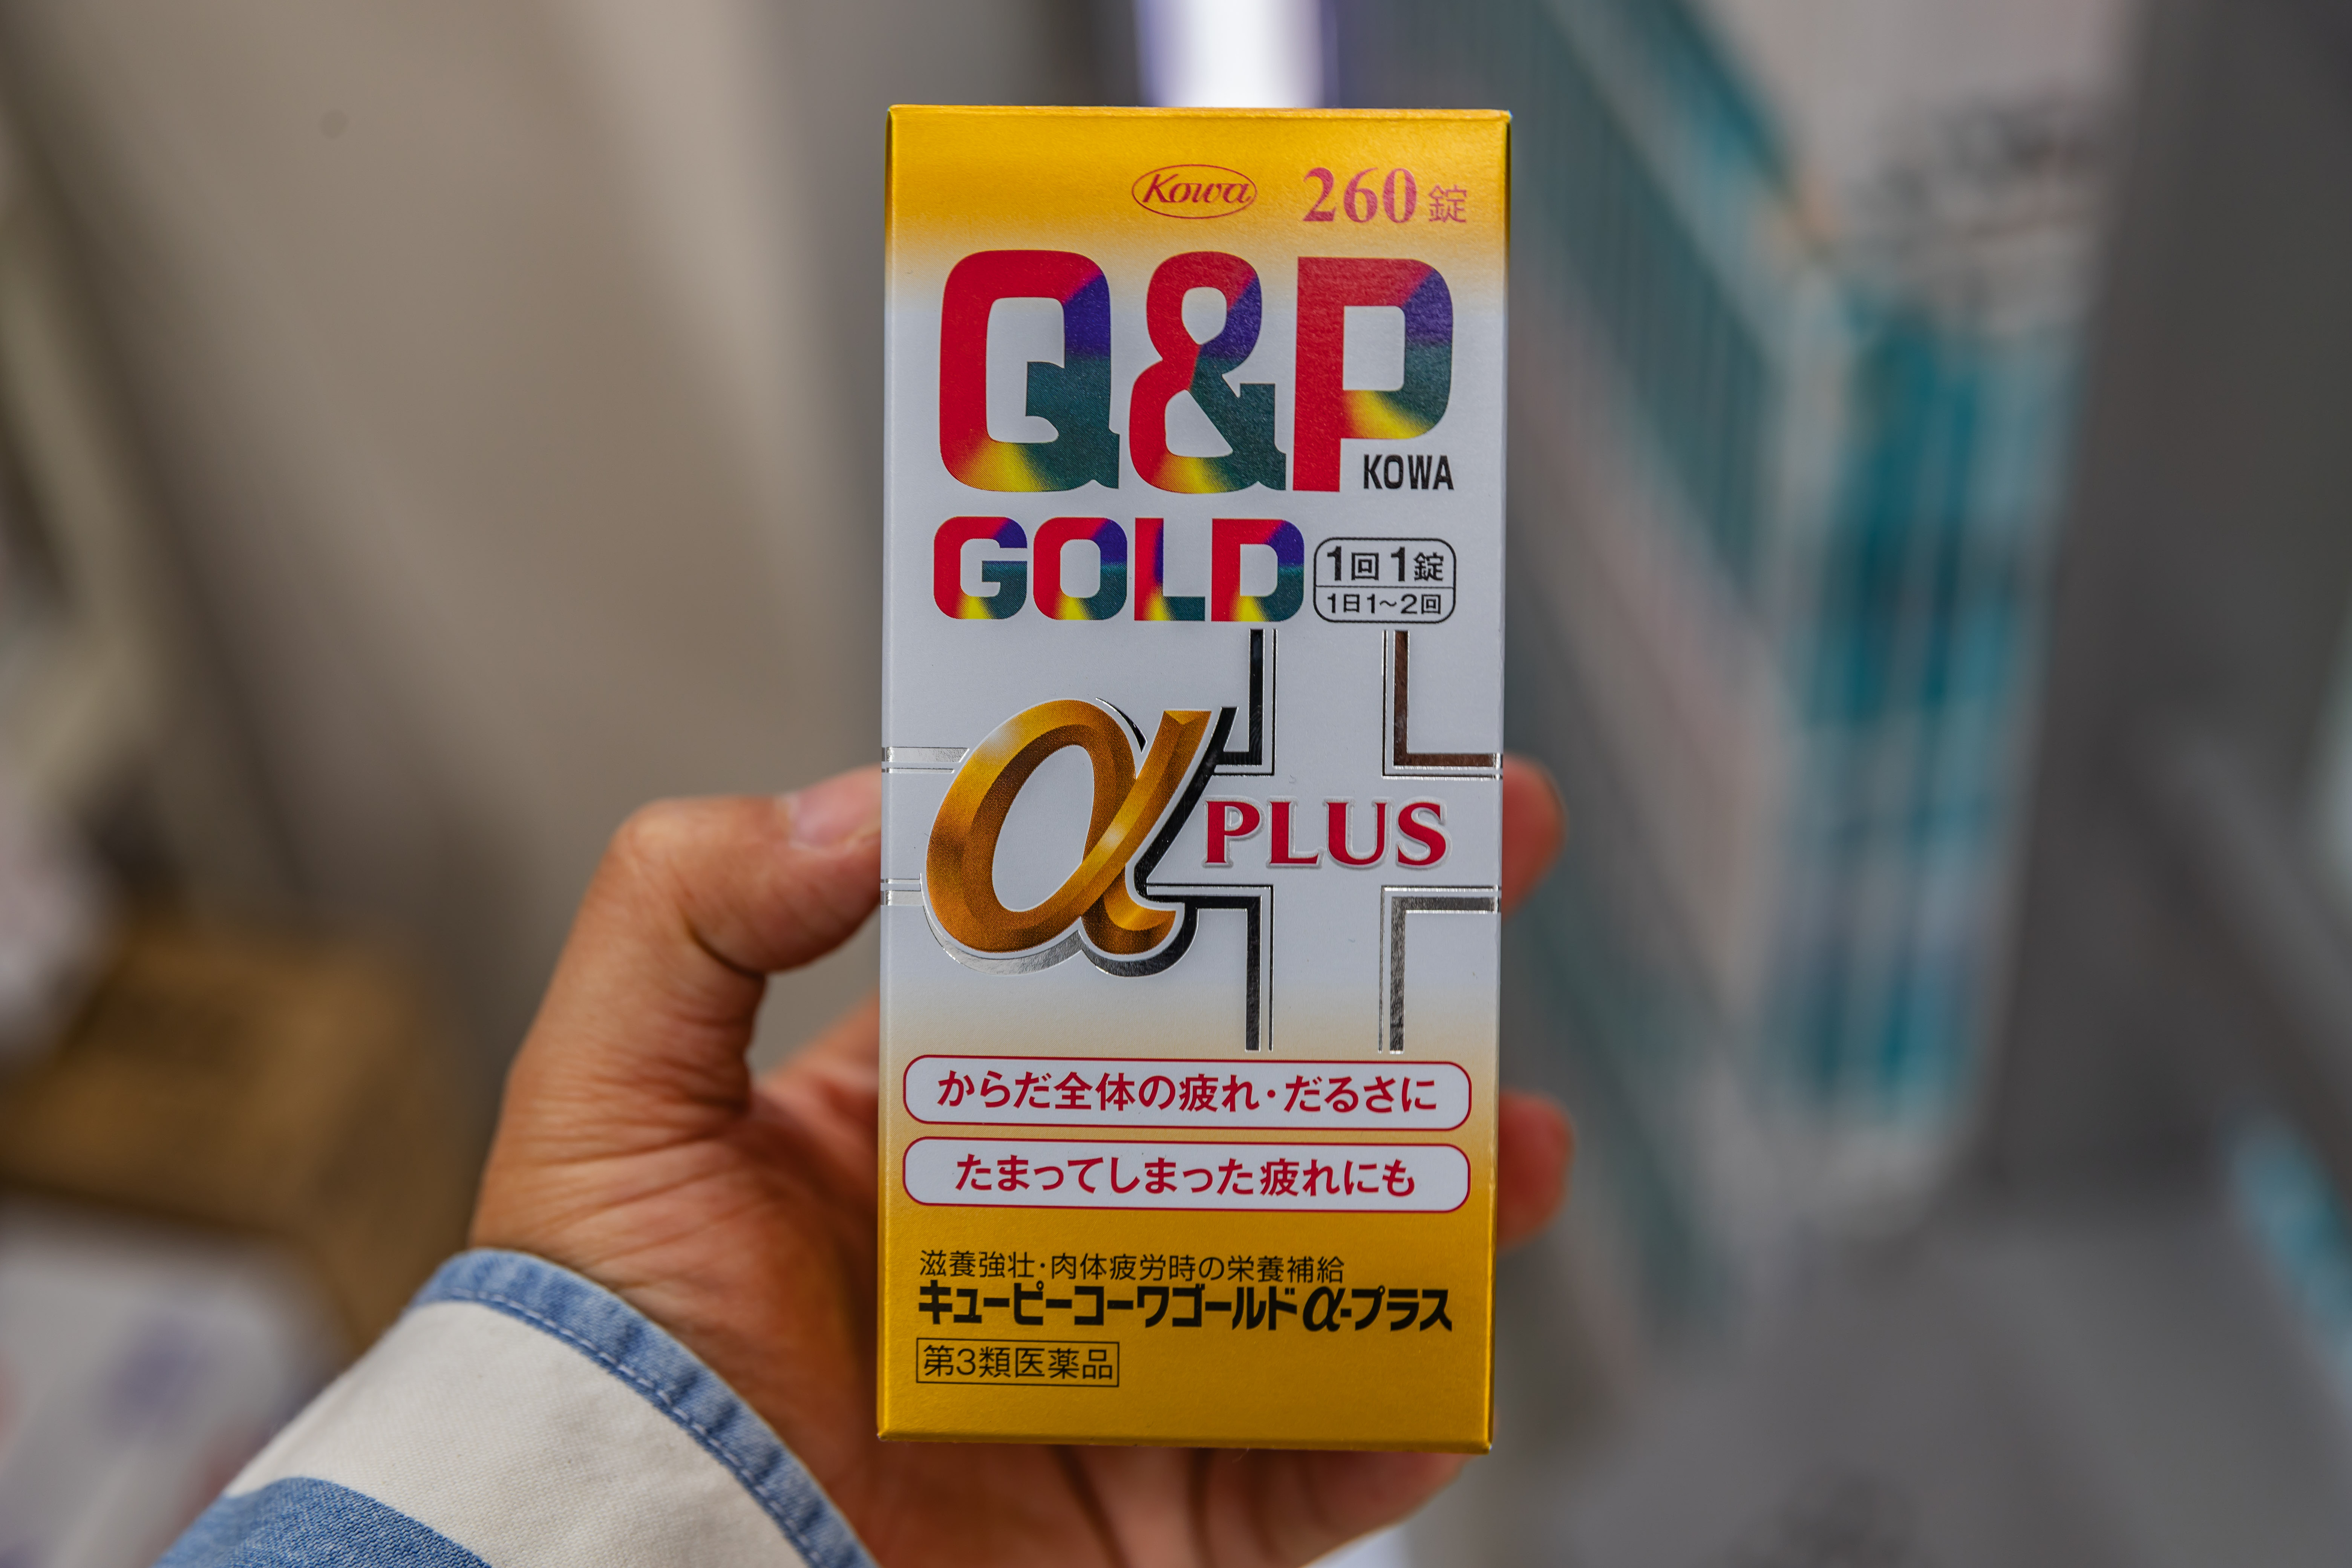 Kowa 260錠
Q&P
KOWA
GOLD
1回1錠
1日1~2回
α PLUS
からだ全体の疲れ・だるさに
たまってしまった疲れにも
滋養強壮・肉体疲労時の栄養補給
キューピーコーワゴールドα-プラス
第3類医薬品